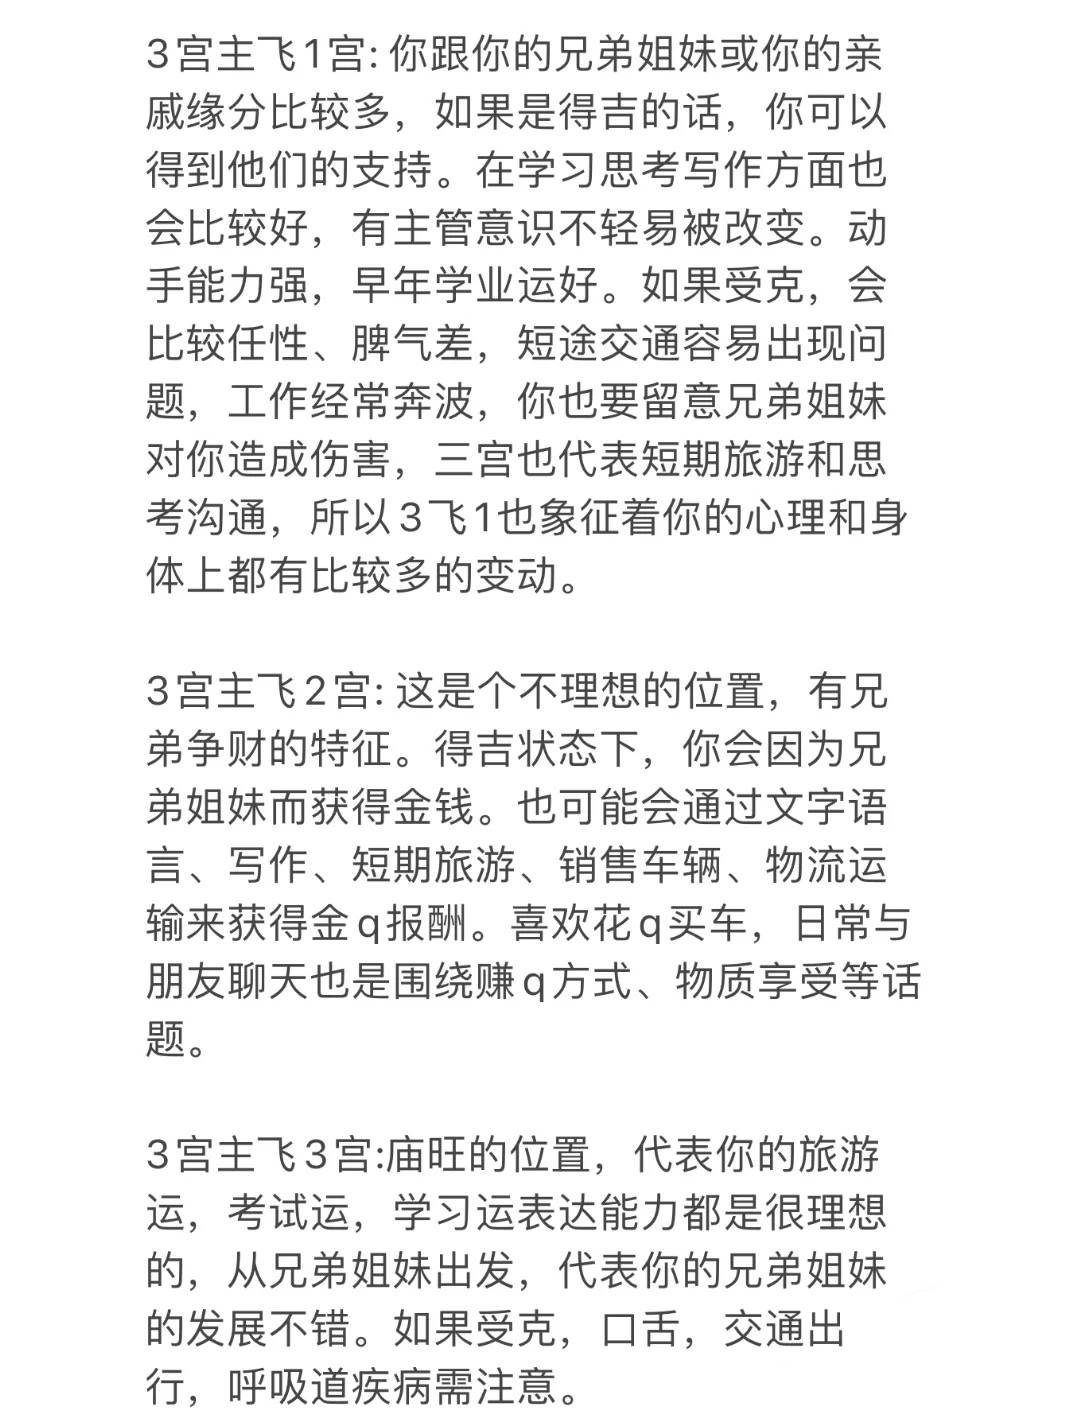 3宫主飞1宫: 你跟你的兄弟姐妹或你的亲
戚缘分比较多，如果是得吉的话，你可以
得到他们的支持。在学习思考写作方面也
会比较好，有主管意识不轻易被改变。动
手能力强，早年学业运好。如果受克，会
比较任性、脾气差，短途交通容易出现问
题，工作经常奔波，你也要留意兄弟姐妹
对你造成伤害，三宫也代表短期旅游和思
考沟通，所以3飞1也象征着你的心理和身
体上都有比较多的变动。
3宫主飞2宫: 这是个不理想的位置，有兄
弟争财的特征。得吉状态下，你会因为兄
弟姐妹而获得金钱。也可能会通过文字语
言、写作、短期旅游、销售车辆、物流运
输来获得金q报酬。喜欢花q买车，日常与
朋友聊天也是围绕赚q方式、物质享受等话
题。
3宫主飞3宫:庙旺的位置，代表你的旅游
运，考试运，学习运表达能力都是很理想
的，从兄弟姐妹出发，代表你的兄弟姐妹
的发展不错。如果受克，口舌，交通出
行，呼吸道疾病需注意。